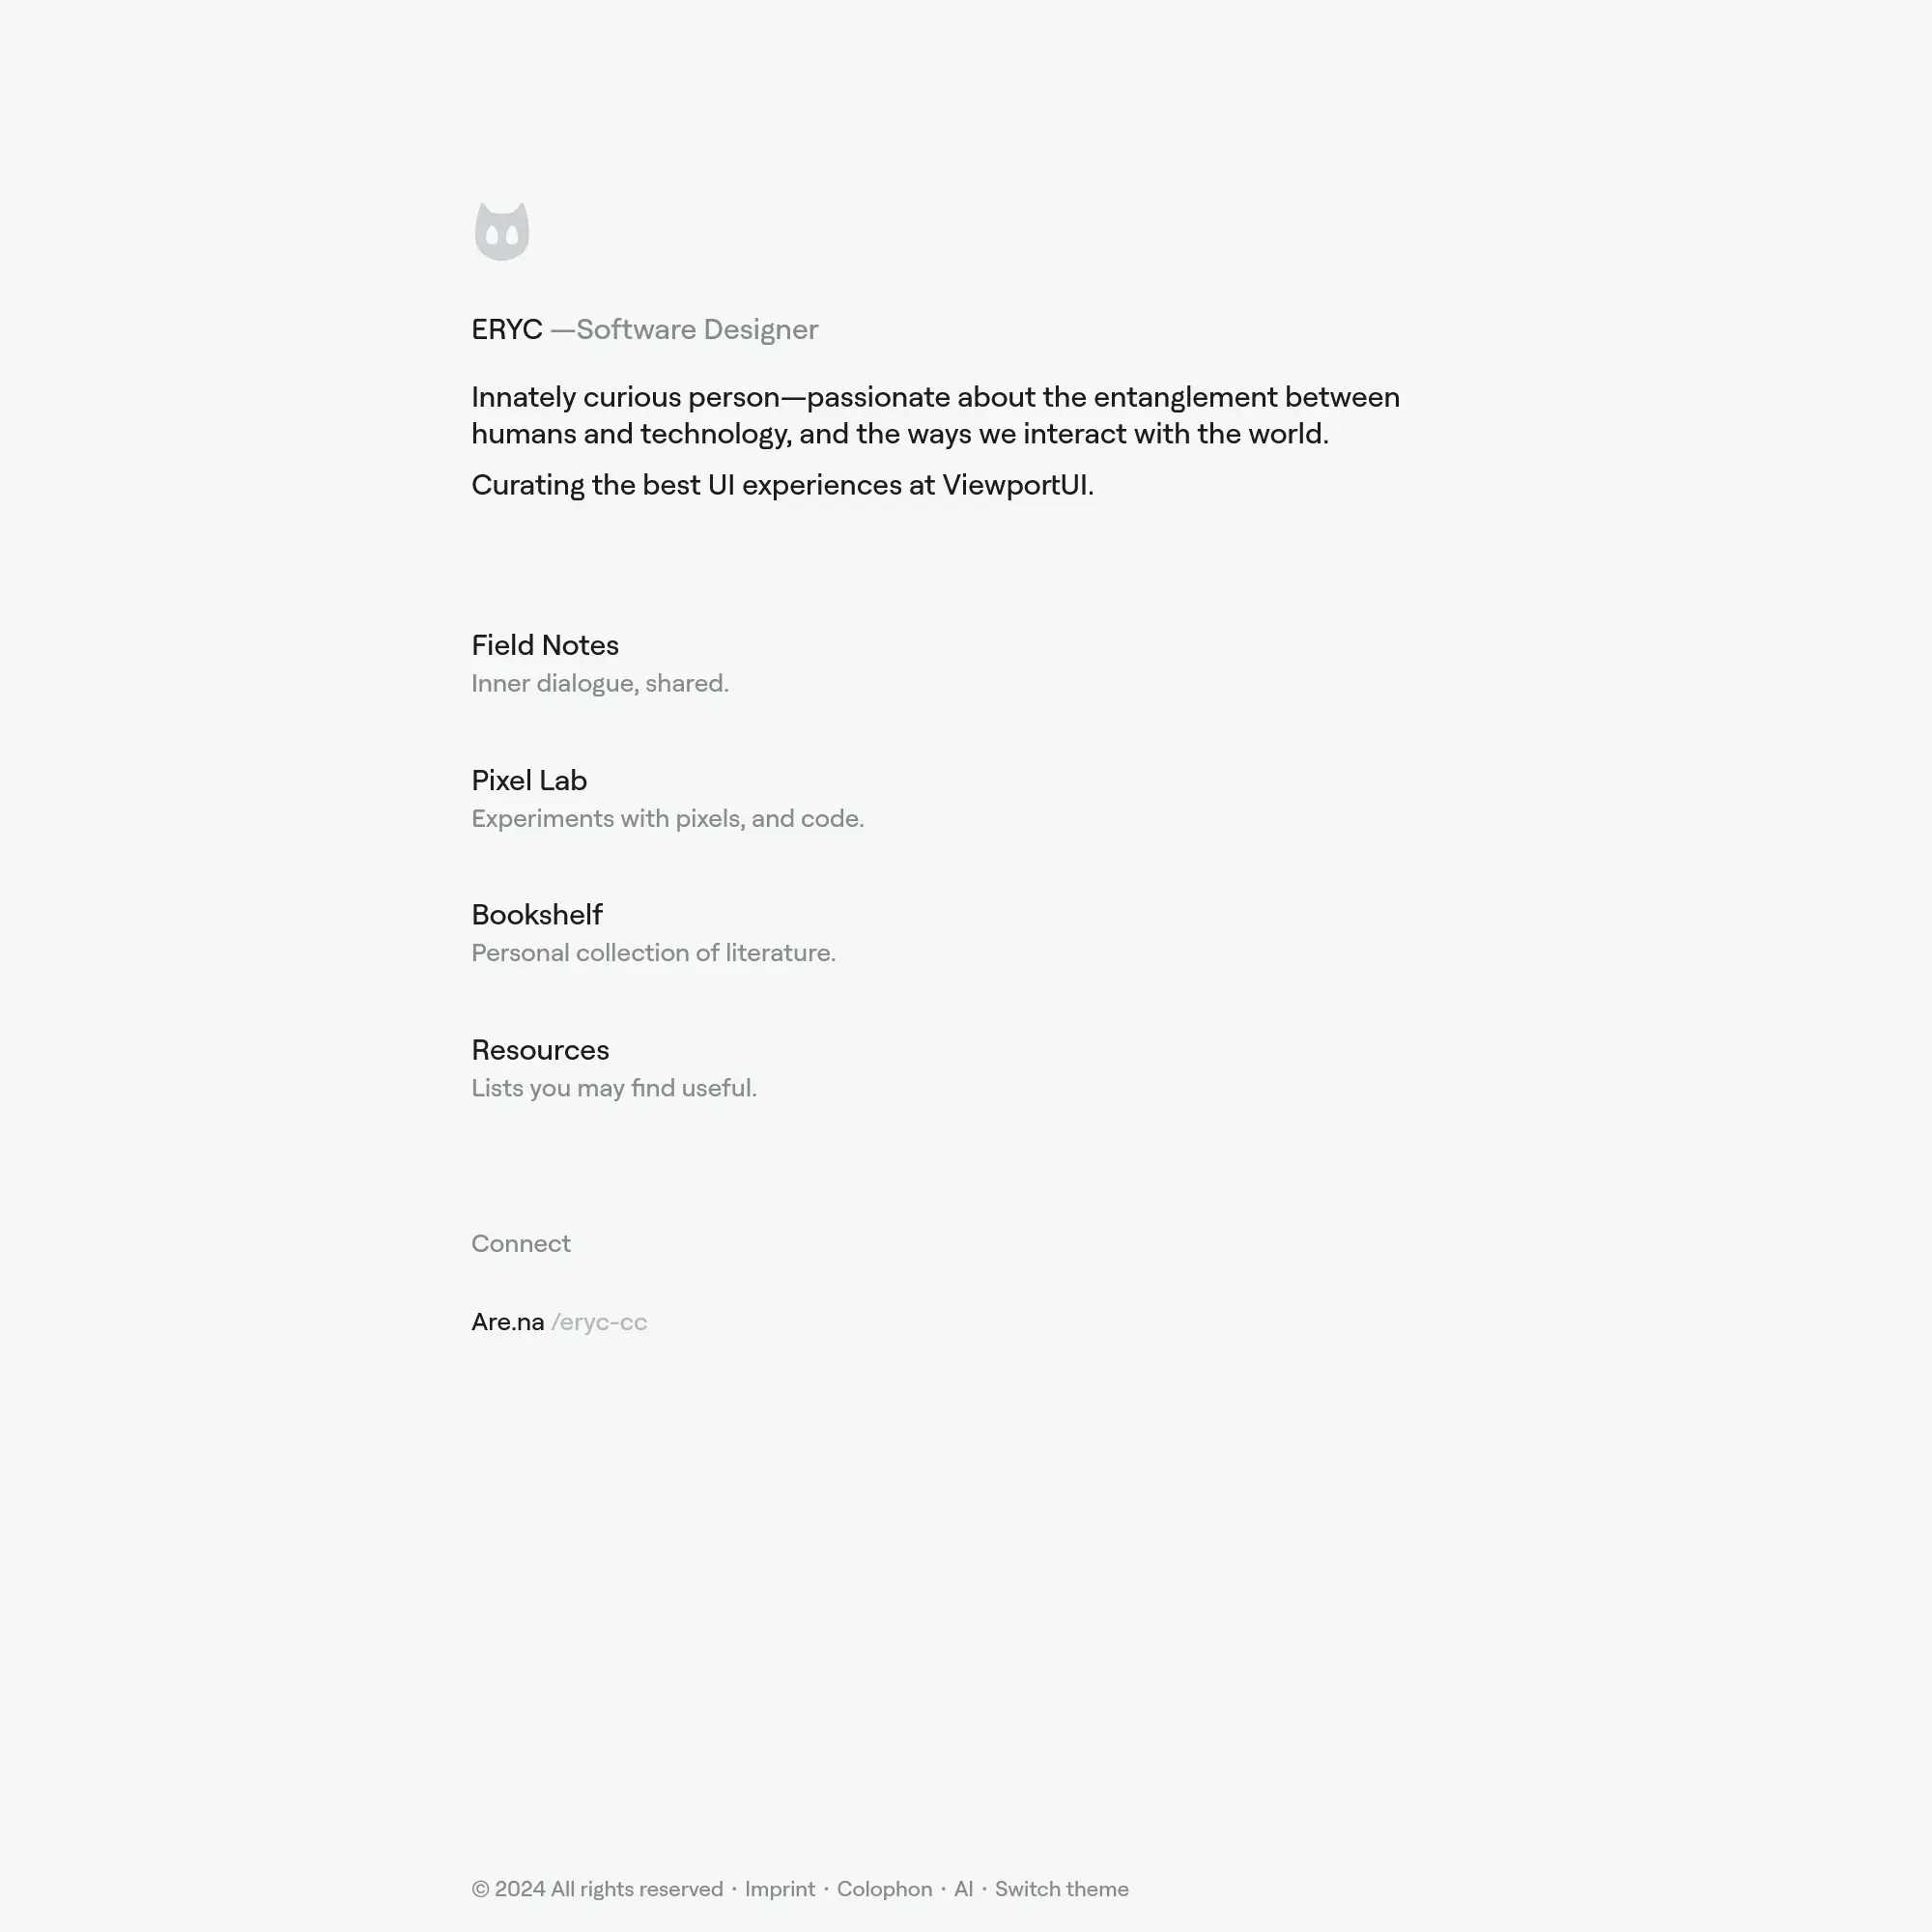 ERYC —Software Designer
Innately curious person—passionate about the entanglement between
humans and technology, and the ways we interact with the world.
Curating the best UI experiences at ViewportUI.
Field Notes
Inner dialogue, shared.
Pixel Lab
Experiments with pixels, and code.
Bookshelf
Personal collection of literature.
Resources
Lists you may find useful.
Connect
Are.na /eryc-cc
© 2024 All rights reserved · Imprint · Colophon · AI · Switch theme